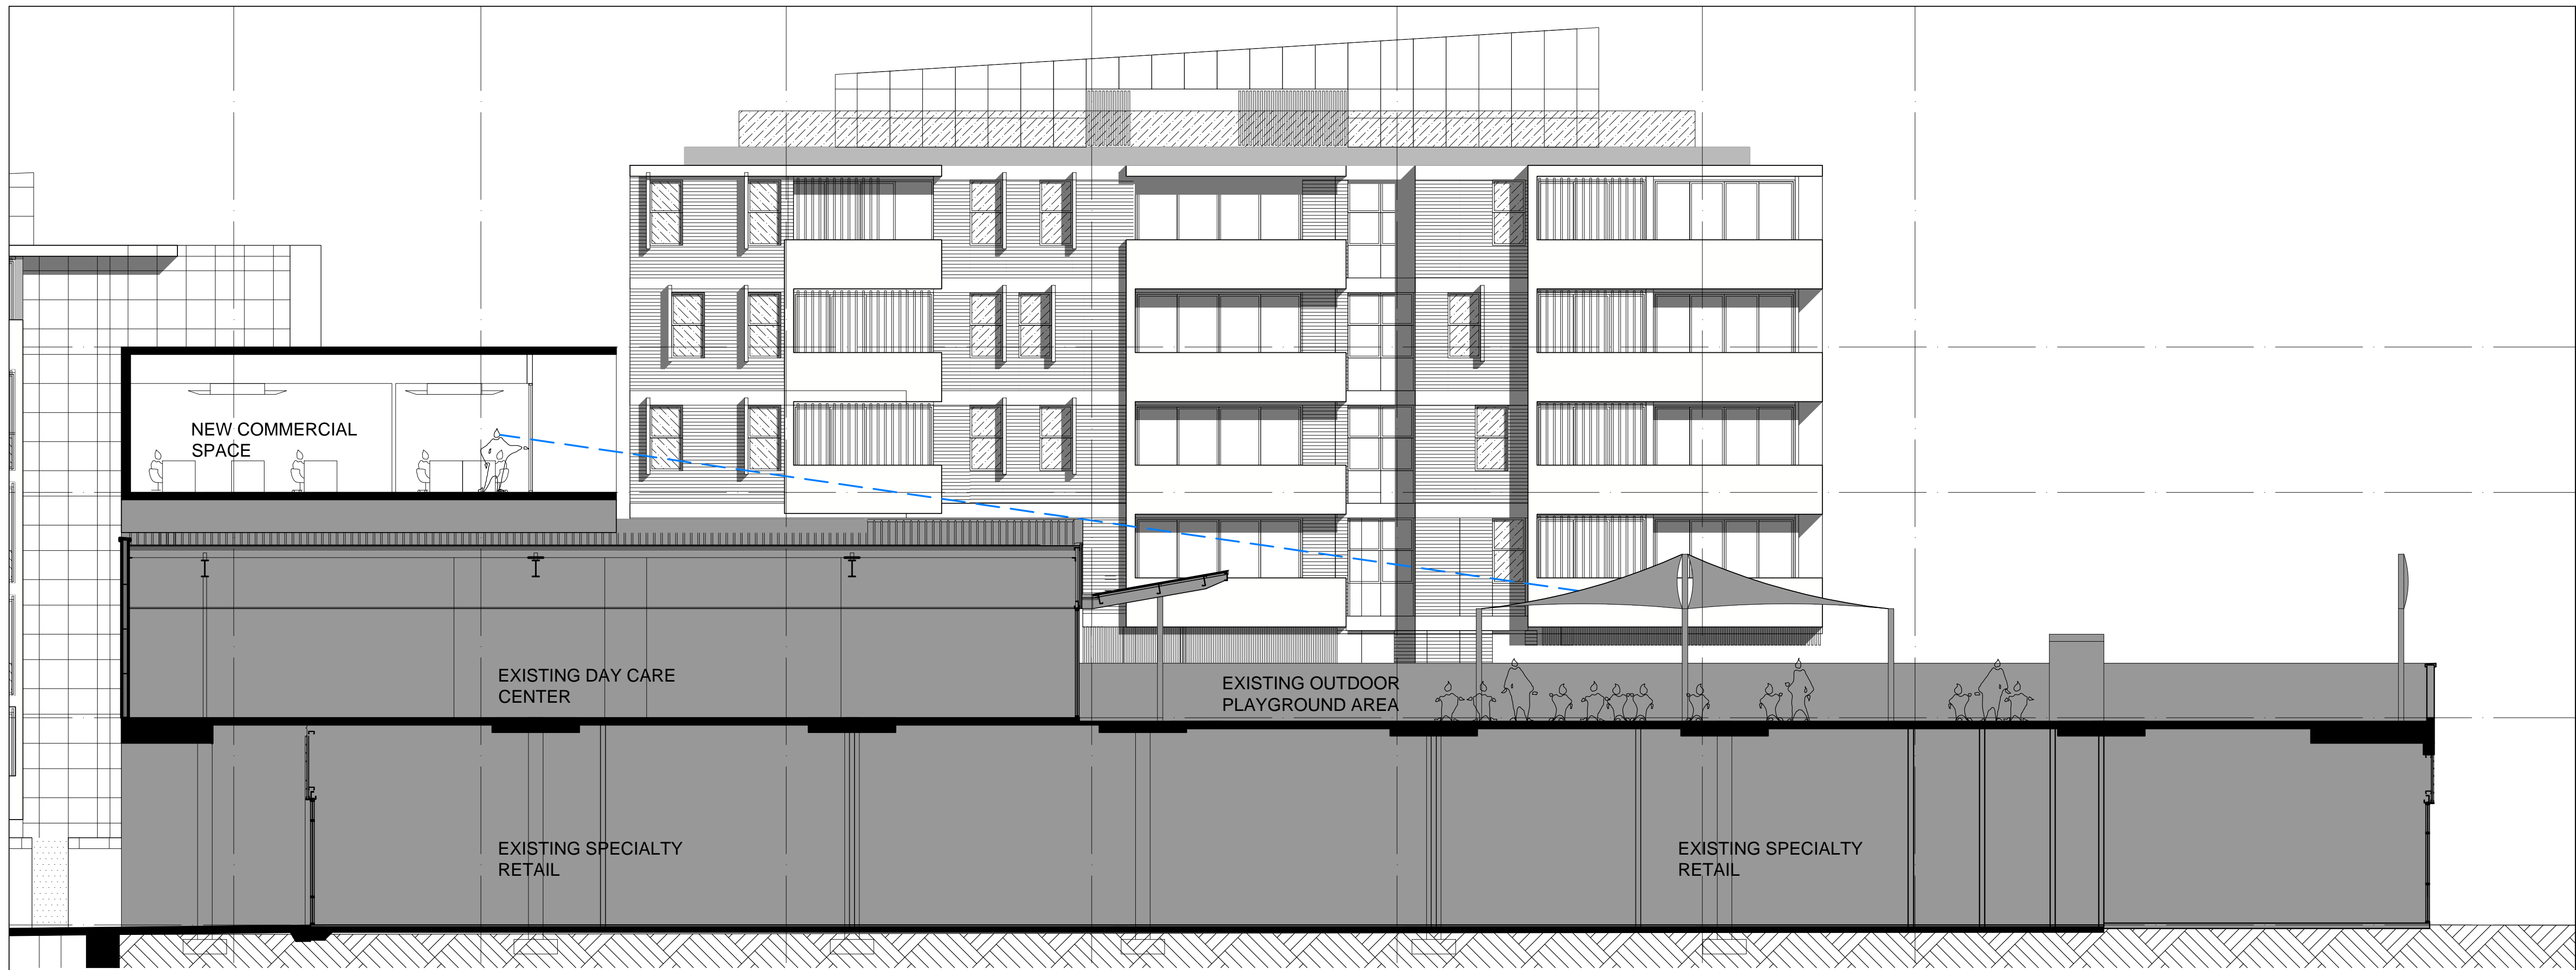 NEW COMMERCIAL
SPACE
EXISTING DAY CARE
CENTER
EXISTING OUTDOOR
PLAYGROUND AREA
EXISTING SPECIALTY
RETAIL
EXISTING SPECIALTY
RETAIL